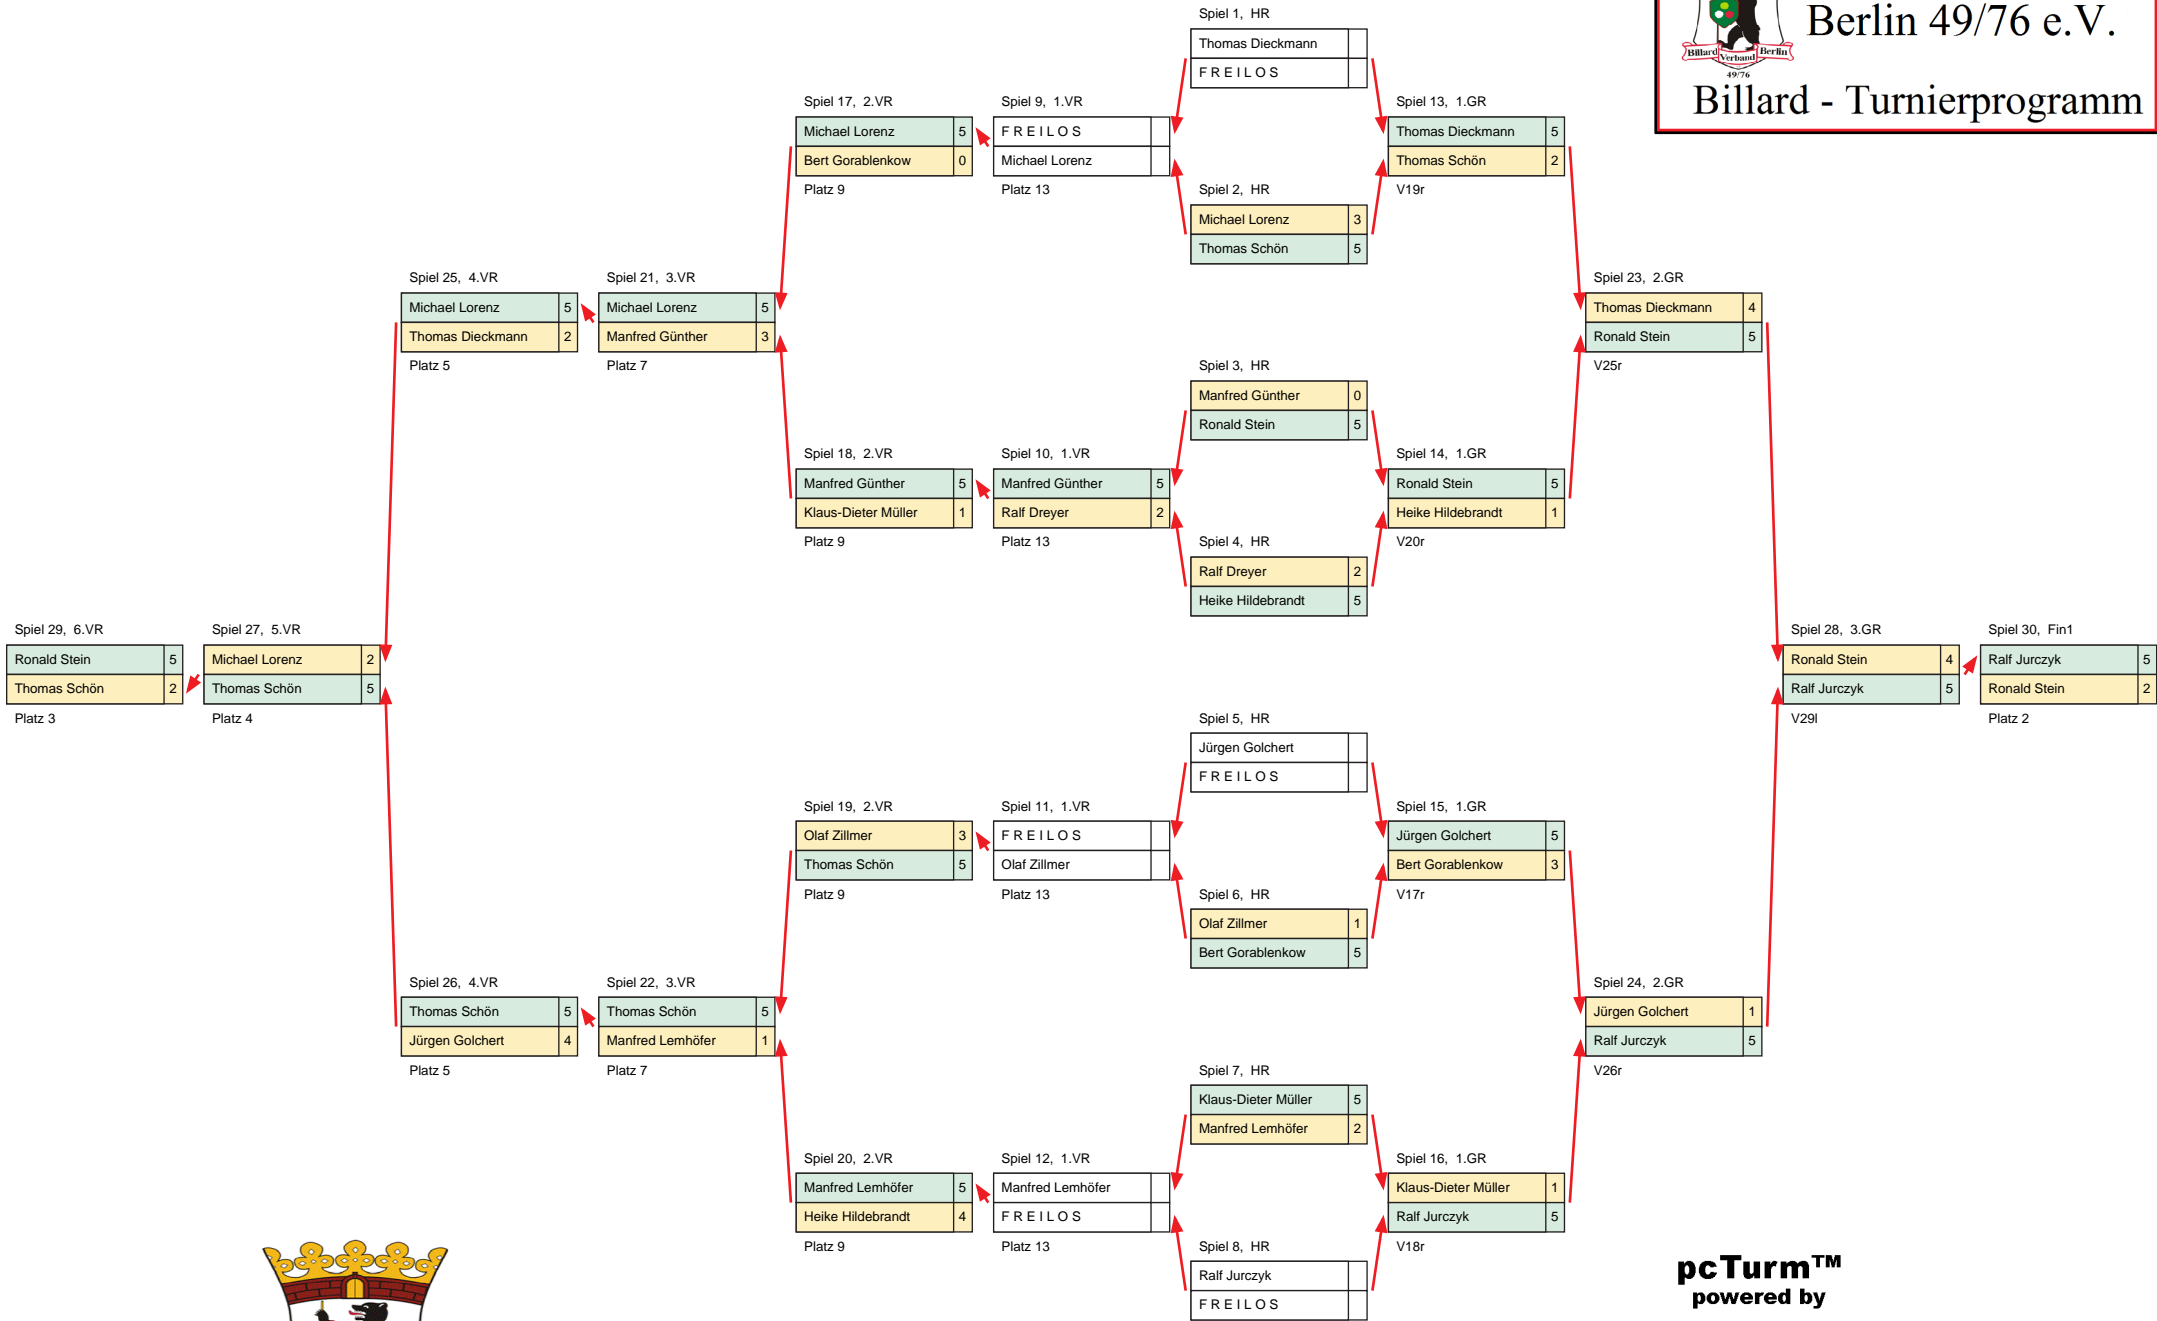 Berlin 49/76 e.V.
Billard Verband Berlin
49/76
Billard - Turnierprogramm
Spiel 1, HR
Thomas Dieckmann
F R E I L O S
Spiel 17, 2.VR
Michael Lorenz 5
Bert Gorablenkow 0
Platz 9
Spiel 9, 1.VR
F R E I L O S
Michael Lorenz
Platz 13
Spiel 13, 1.GR
Thomas Dieckmann 5
Thomas Schön 2
V19r
Spiel 2, HR
Michael Lorenz 3
Thomas Schön 5
Spiel 25, 4.VR
Michael Lorenz 5
Thomas Dieckmann 2
Platz 5
Spiel 21, 3.VR
Michael Lorenz 5
Manfred Günther 3
Platz 7
Spiel 23, 2.GR
Thomas Dieckmann 4
Ronald Stein 5
V25r
Spiel 3, HR
Manfred Günther 0
Ronald Stein 5
Spiel 18, 2.VR
Manfred Günther 5
Klaus-Dieter Müller 1
Platz 9
Spiel 10, 1.VR
Manfred Günther 5
Ralf Dreyer 2
Platz 13
Spiel 14, 1.GR
Ronald Stein 5
Heike Hildebrandt 1
V20r
Spiel 4, HR
Ralf Dreyer 2
Heike Hildebrandt 5
Spiel 29, 6.VR
Ronald Stein 5
Thomas Schön 2
Platz 3
Spiel 27, 5.VR
Michael Lorenz 2
Thomas Schön 5
Platz 4
Spiel 28, 3.GR
Ronald Stein 4
Ralf Jurczyk 5
V29l
Spiel 30, Fin1
Ralf Jurczyk 5
Ronald Stein 2
Platz 2
Spiel 5, HR
Jürgen Golchert
F R E I L O S
Spiel 19, 2.VR
Olaf Zillmer 3
Thomas Schön 5
Platz 9
Spiel 11, 1.VR
F R E I L O S
Olaf Zillmer
Platz 13
Spiel 15, 1.GR
Jürgen Golchert 5
Bert Gorablenkow 3
V17r
Spiel 6, HR
Olaf Zillmer 1
Bert Gorablenkow 5
Spiel 26, 4.VR
Thomas Schön 5
Jürgen Golchert 4
Platz 5
Spiel 22, 3.VR
Thomas Schön 5
Manfred Lemhöfer 1
Platz 7
Spiel 24, 2.GR
Jürgen Golchert 1
Ralf Jurczyk 5
V26r
Spiel 7, HR
Klaus-Dieter Müller 5
Manfred Lemhöfer 2
Spiel 20, 2.VR
Manfred Lemhöfer 5
Heike Hildebrandt 4
Platz 9
Spiel 12, 1.VR
Manfred Lemhöfer
F R E I L O S
Platz 13
Spiel 16, 1.GR
Klaus-Dieter Müller 1
Ralf Jurczyk 5
V18r
Spiel 8, HR
Ralf Jurczyk
F R E I L O S
pcTurm™
powered by